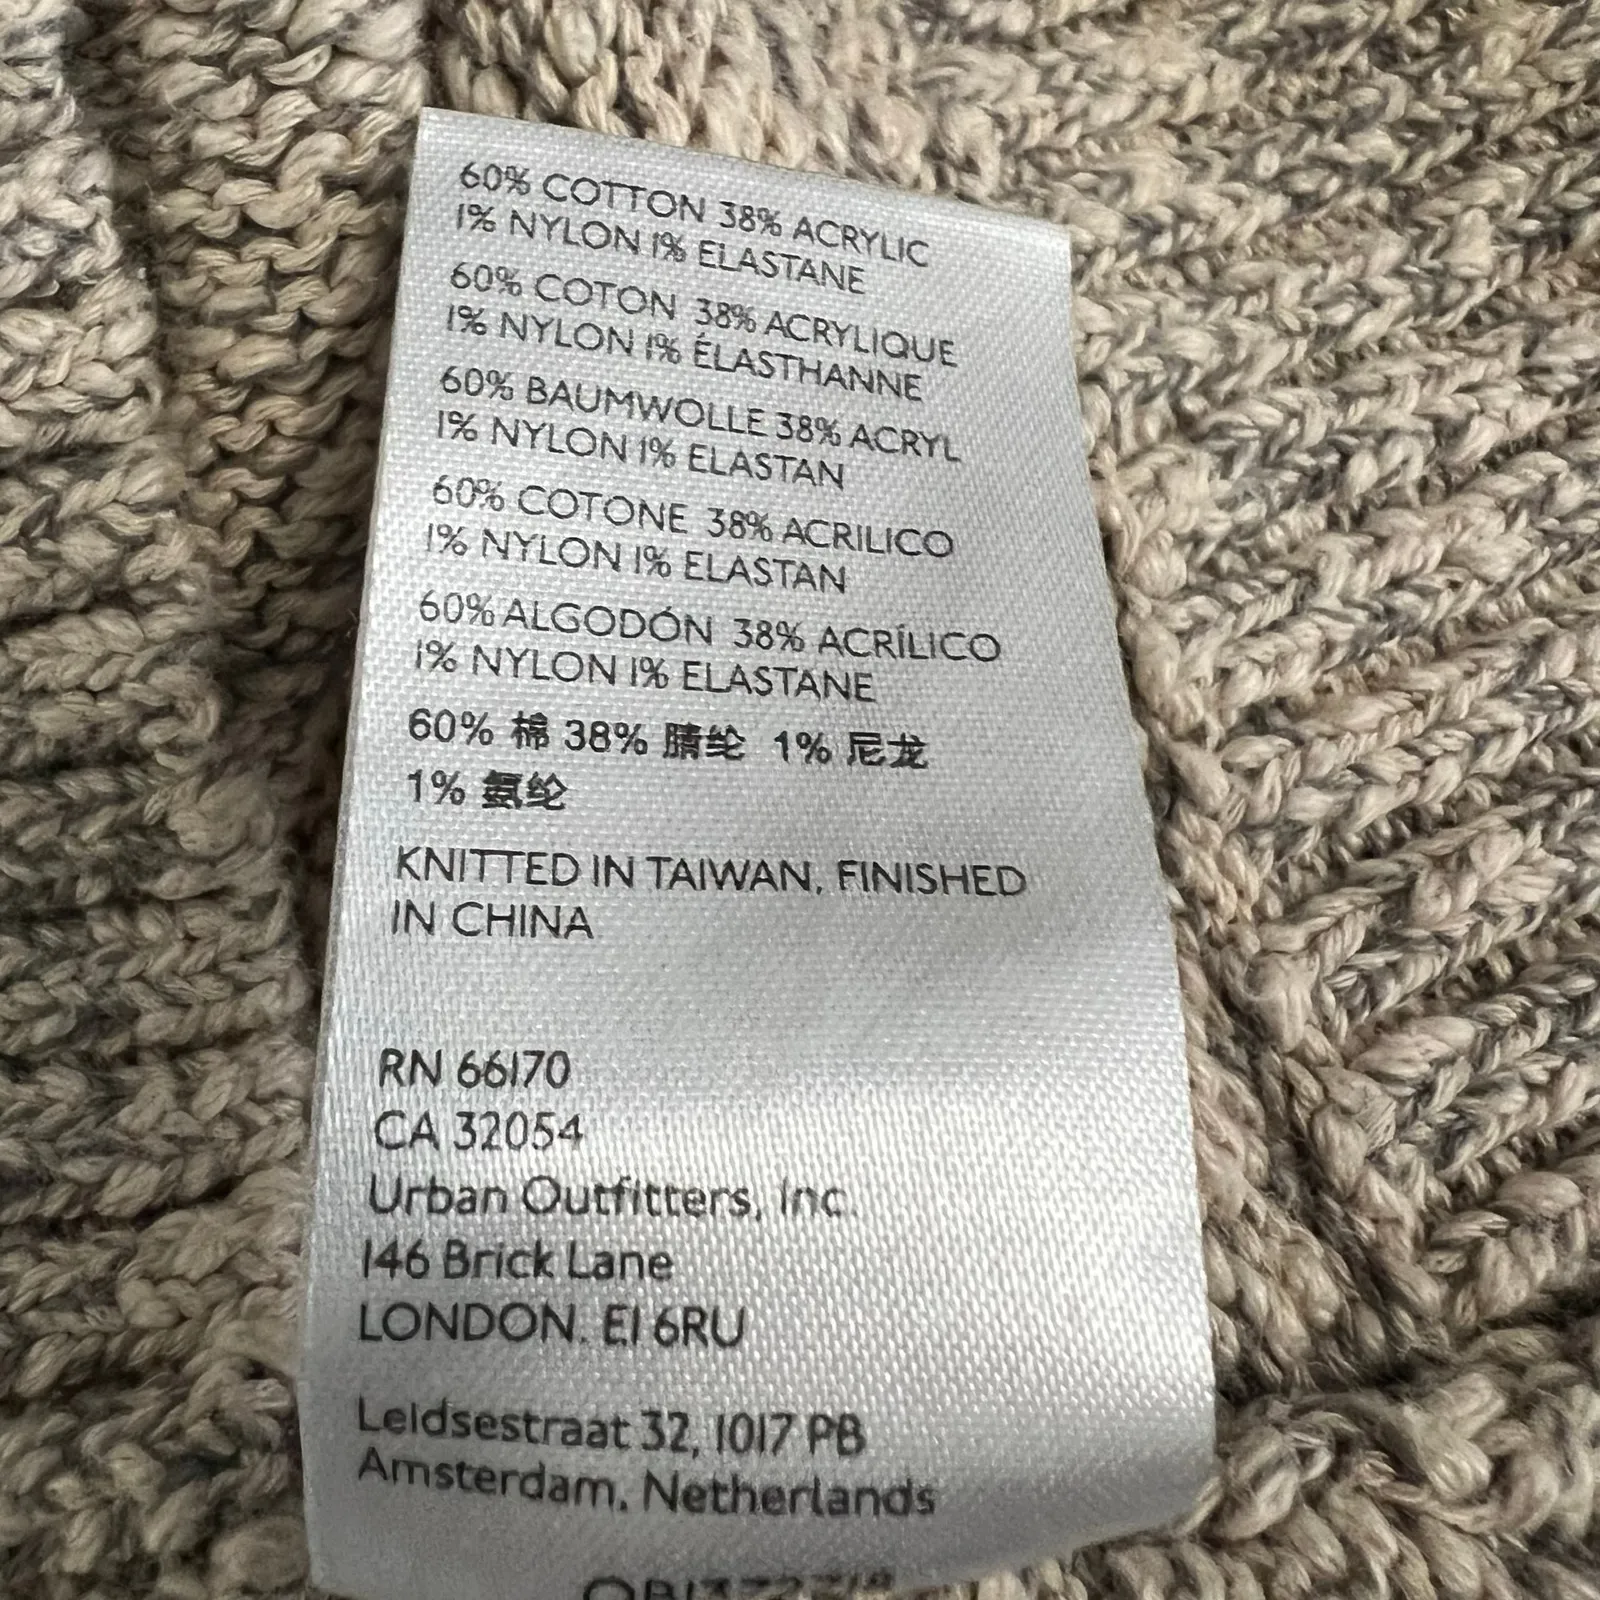 60% COTTON 38% ACRYLIC
1% NYLON 1% ELASTANE
60% COTON 38% ACRYLIQUE
1% NYLON 1% ÉLASTHANNE
60% BAUMWOLLE 38% ACRYL
1% NYLON 1% ELASTAN
60% COTONE 38% ACRILICO
1% NYLON 1% ELASTAN
60% ALGODÓN 38% ACRÍLICO
1% NYLON 1% ELASTANE
60% 棉 38% 腈纶 1% 尼龙
1% 氨纶
KNITTED IN TAIWAN, FINISHED
IN CHINA
RN 66170
CA 32054
Urban Outfitters, Inc.
146 Brick Lane
LONDON. E1 6RU
Leidsestraat 32, 1017 PB
Amsterdam, Netherlands